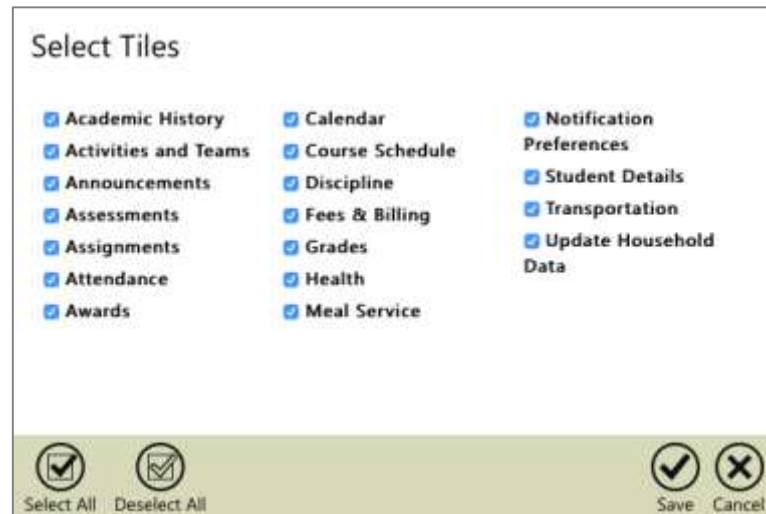 Select Tiles
Academic History
Activities and Teams
Announcements
Assessments
Assignments
Attendance
Awards
Calendar
Course Schedule
Discipline
Fees & Billing
Grades
Health
Meal Service
Notification
Preferences
Student Details
Transportation
Update Household
Data
Select All
Deselect All
Save
Cancel